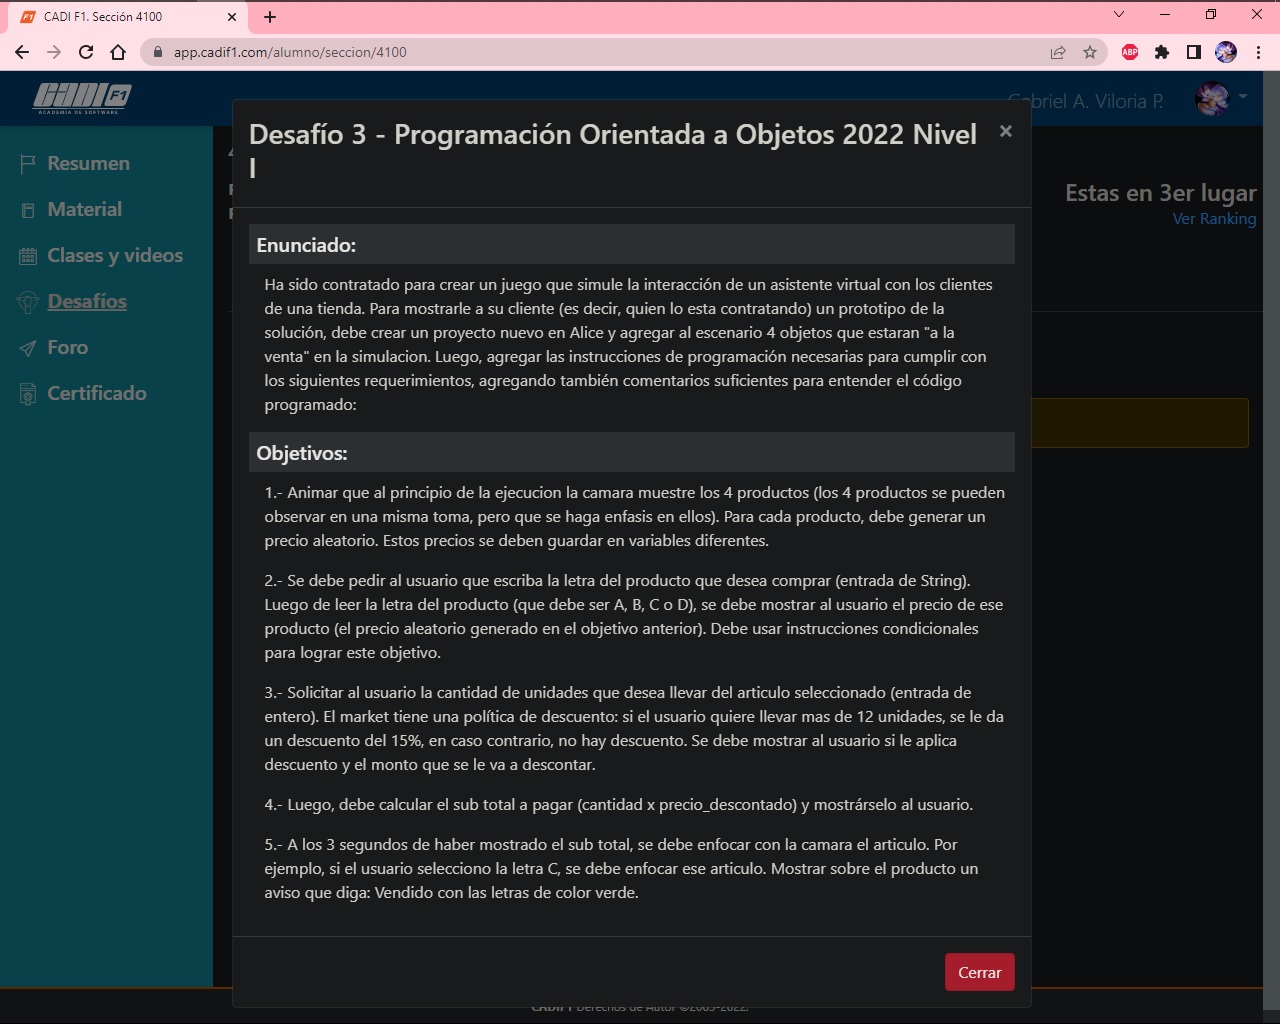 CADI F1. Sección 4100
app.cadif1.com/alumno/seccion/4100
ABP
CADI F1
ACADEMIA DE SOFTWARE
Gabriel A. Viloria P.
Resumen
Material
Clases y videos
Desafíos
Foro
Certificado
Estas en 3er lugar
Ver Ranking
Desafío 3 - Programación Orientada a Objetos 2022 Nivel
I
×
Enunciado:
Ha sido contratado para crear un juego que simule la interacción de un asistente virtual con los clientes
de una tienda. Para mostrarle a su cliente (es decir, quien lo esta contratando) un prototipo de la
solución, debe crear un proyecto nuevo en Alice y agregar al escenario 4 objetos que estaran "a la
venta" en la simulacion. Luego, agregar las instrucciones de programación necesarias para cumplir con
los siguientes requerimientos, agregando también comentarios suficientes para entender el código
programado:
Objetivos:
1.- Animar que al principio de la ejecucion la camara muestre los 4 productos (los 4 productos se pueden
observar en una misma toma, pero que se haga enfasis en ellos). Para cada producto, debe generar un
precio aleatorio. Estos precios se deben guardar en variables diferentes.
2.- Se debe pedir al usuario que escriba la letra del producto que desea comprar (entrada de String).
Luego de leer la letra del producto (que debe ser A, B, C o D), se debe mostrar al usuario el precio de ese
producto (el precio aleatorio generado en el objetivo anterior). Debe usar instrucciones condicionales
para lograr este objetivo.
3.- Solicitar al usuario la cantidad de unidades que desea llevar del articulo seleccionado (entrada de
entero). El market tiene una política de descuento: si el usuario quiere llevar mas de 12 unidades, se le da
un descuento del 15%, en caso contrario, no hay descuento. Se debe mostrar al usuario si le aplica
descuento y el monto que se le va a descontar.
4.- Luego, debe calcular el sub total a pagar (cantidad x precio_descontado) y mostrárselo al usuario.
5.- A los 3 segundos de haber mostrado el sub total, se debe enfocar con la camara el articulo. Por
ejemplo, si el usuario selecciono la letra C, se debe enfocar ese articulo. Mostrar sobre el producto un
aviso que diga: Vendido con las letras de color verde.
Cerrar
CADIF1 Derechos de Autor ©2005-2022.